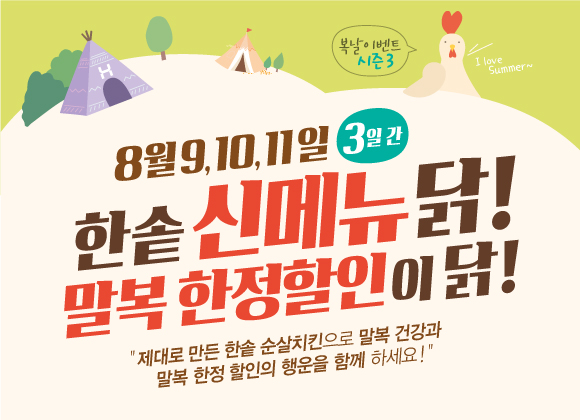 복날이벤트
시즌3
I love
Summer~
H
8월 9, 10, 11일 3일 간
한솥 신메뉴 닭!
말복 한정할인이 닭!
"제대로 만든 한솥 순살치킨으로 말복 건강과
말복 한정 할인의 행운을 함께 하세요!"